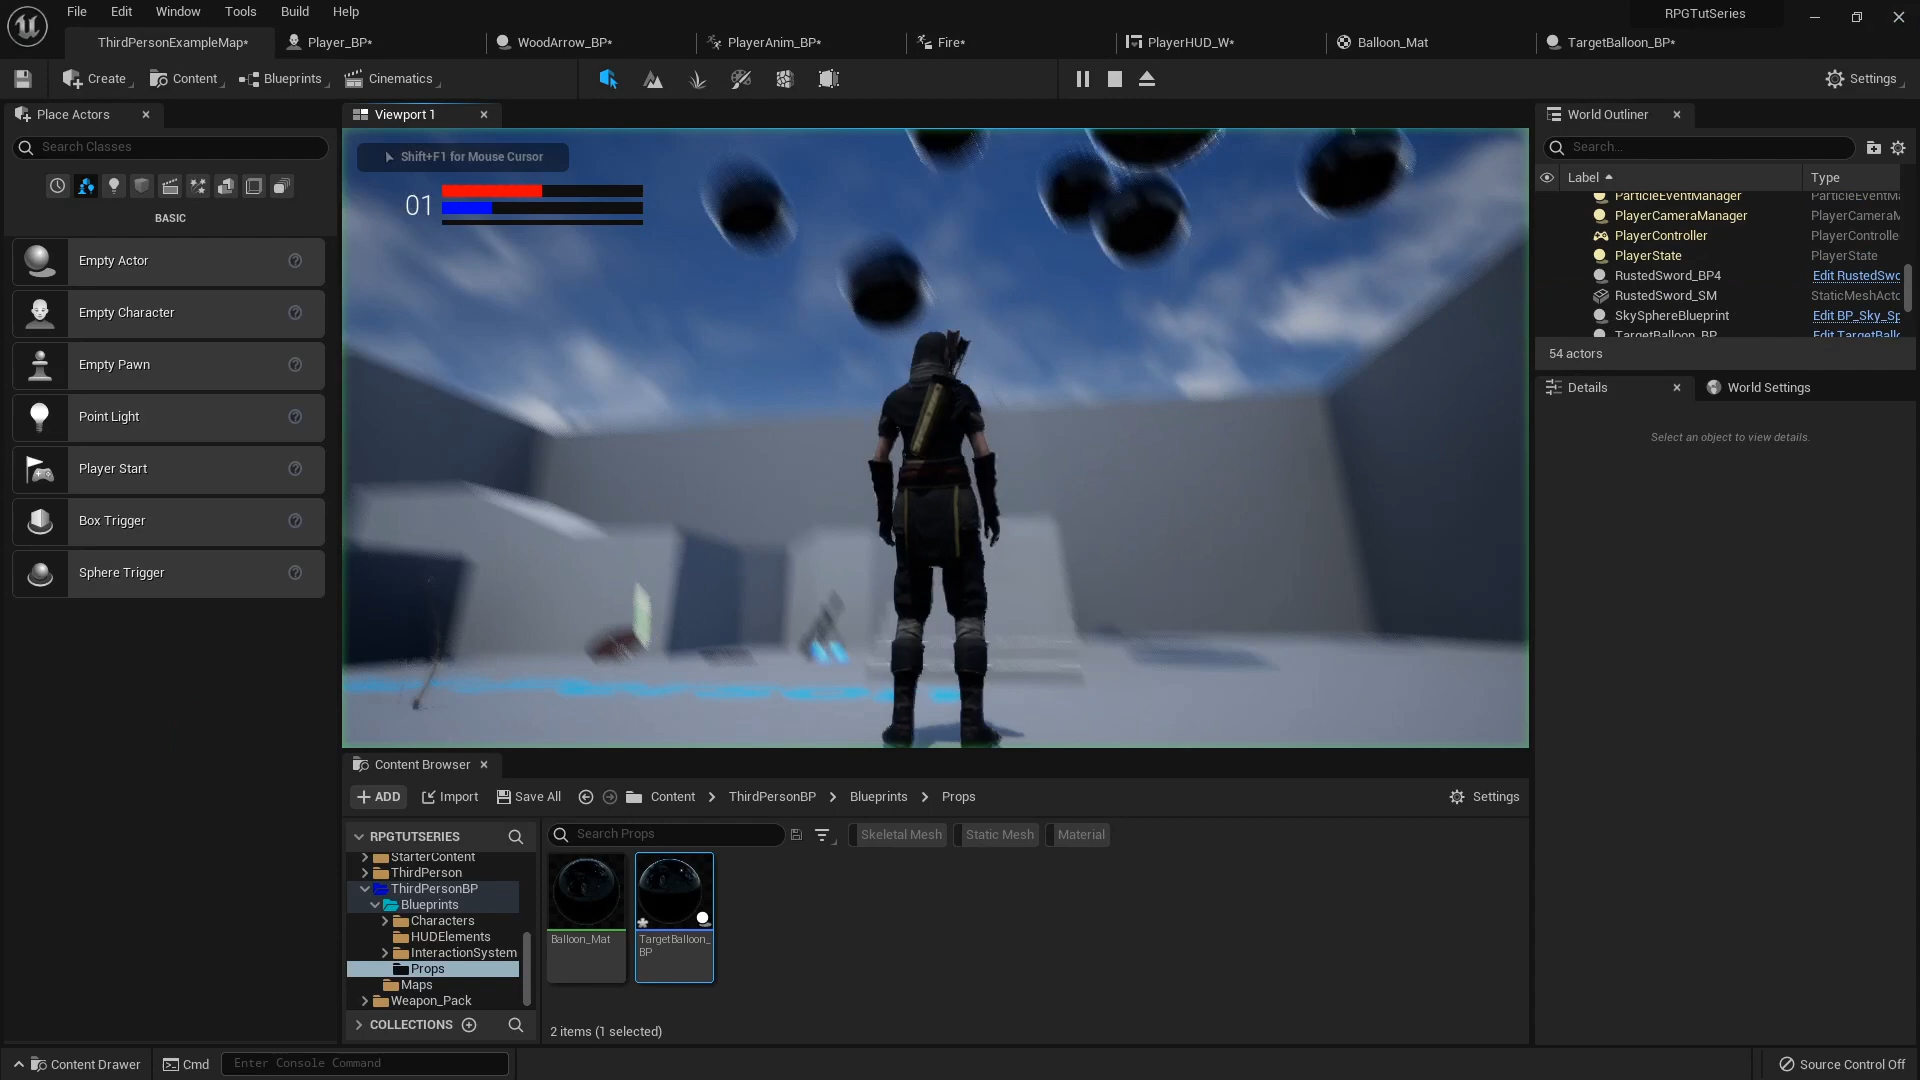 File Edit Window Tools Build Help
RPGTutSeries
ThirdPersonExampleMap*
Player_BP*
WoodArrow_BP*
PlayerAnim_BP*
Fire*
PlayerHUD_W*
Balloon_Mat
TargetBalloon_BP*
Create
Content
Blueprints
Cinematics
Settings
Place Actors
Search Classes
BASIC
Empty Actor
Empty Character
Empty Pawn
Point Light
Player Start
Box Trigger
Sphere Trigger
Viewport 1
Shift+F1 for Mouse Cursor
01
World Outliner
Search...
Label
Type
ParticleEventManager ParticleEventM
PlayerCameraManager PlayerCameraM
PlayerController PlayerControlle
PlayerState PlayerState
RustedSword_BP4 Edit RustedSwo
RustedSword_SM StaticMeshActo
SkySphereBlueprint Edit BP_Sky_Sp
TargetBalloon_BP Edit TargetBallo
54 actors
Details
World Settings
Select an object to view details.
Content Browser
ADD
Import
Save All
Content
ThirdPersonBP
Blueprints
Props
Settings
RPGTUTSERIES
StarterContent
ThirdPerson
ThirdPersonBP
Blueprints
Characters
HUDElements
InteractionSystem
Props
Maps
Weapon_Pack
COLLECTIONS
Search Props
Skeletal Mesh
Static Mesh
Material
Balloon_Mat
TargetBalloon_
BP
2 items (1 selected)
Content Drawer
Cmd
Enter Console Command
Source Control Off